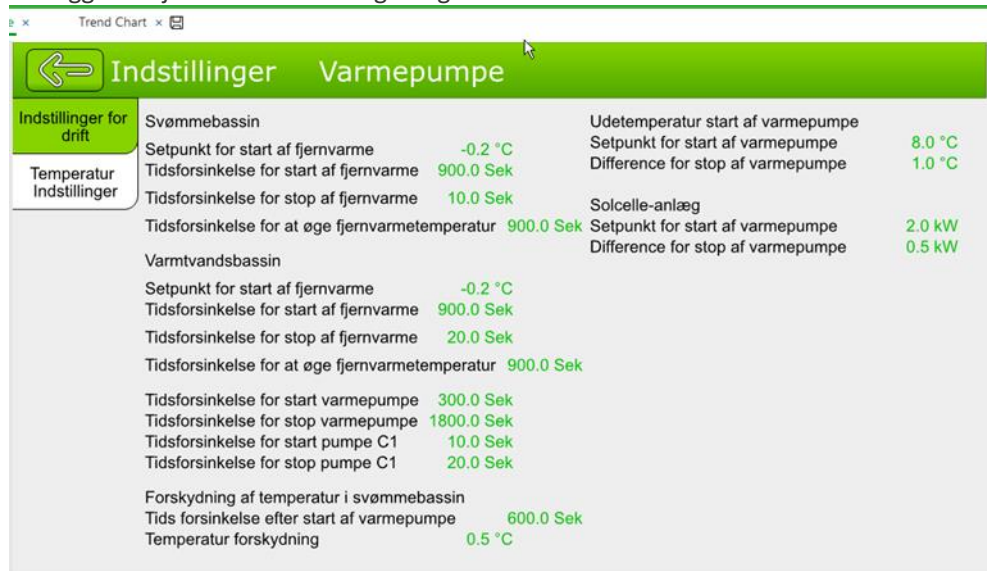 Trend Chart
Indstillinger Varmepumpe
Indstillinger for
drift
Temperatur
Indstillinger
Svømmebassin
Setpunkt for start af fjernvarme -0.2 °C
Tidsforsinkelse for start af fjernvarme 900.0 Sek
Tidsforsinkelse for stop af fjernvarme 10.0 Sek
Tidsforsinkelse for at øge fjernvarmetemperatur 900.0 Sek
Varmtvandsbassin
Setpunkt for start af fjernvarme -0.2 °C
Tidsforsinkelse for start af fjernvarme 900.0 Sek
Tidsforsinkelse for stop af fjernvarme 20.0 Sek
Tidsforsinkelse for at øge fjernvarmetemperatur 900.0 Sek
Tidsforsinkelse for start varmepumpe 300.0 Sek
Tidsforsinkelse for stop varmepumpe 1800.0 Sek
Tidsforsinkelse for start pumpe C1 10.0 Sek
Tidsforsinkelse for stop pumpe C1 20.0 Sek
Forskydning af temperatur i svømmebassin
Tids forsinkelse efter start af varmepumpe 600.0 Sek
Temperatur forskydning 0.5 °C
Udetemperatur start af varmepumpe
Setpunkt for start af varmepumpe 8.0 °C
Difference for stop af varmepumpe 1.0 °C
Solcelle-anlæg
Setpunkt for start af varmepumpe 2.0 kW
Difference for stop af varmepumpe 0.5 kW